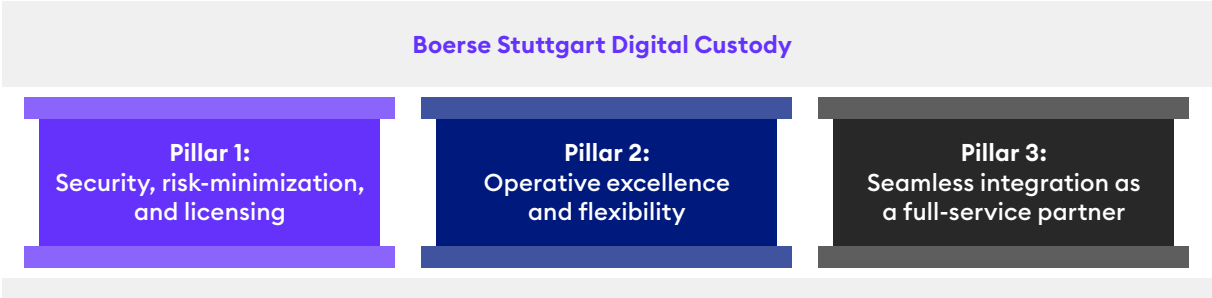 Boerse Stuttgart Digital Custody
Pillar 1:
Security, risk-minimization,
and licensing
Pillar 2:
Operative excellence
and flexibility
Pillar 3:
Seamless integration as
a full-service partner